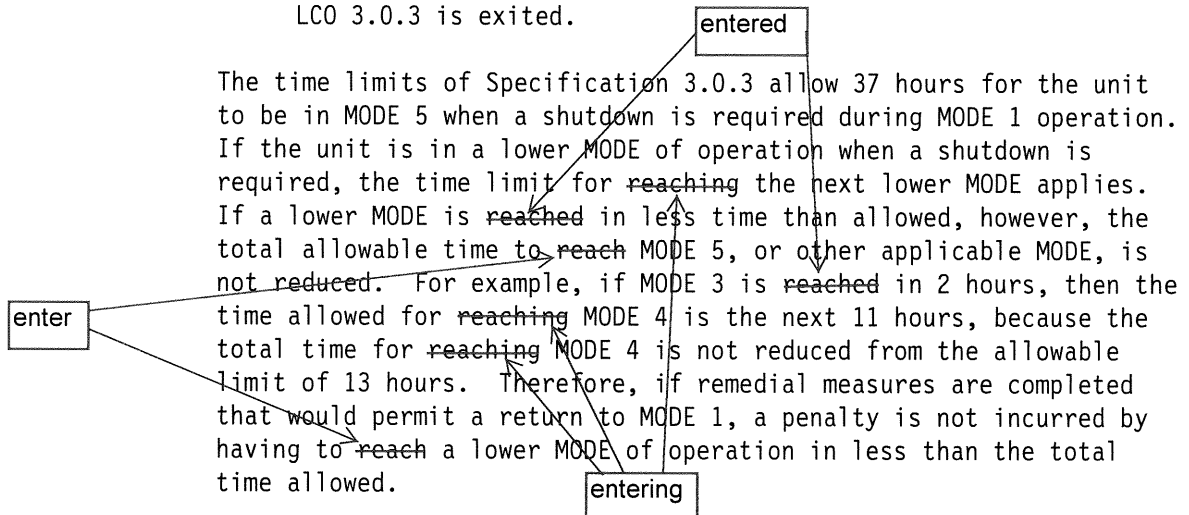 LCO 3.0.3 is exited.
entered
The time limits of Specification 3.0.3 allow 37 hours for the unit
to be in MODE 5 when a shutdown is required during MODE 1 operation.
If the unit is in a lower MODE of operation when a shutdown is
required, the time limit for reaching the next lower MODE applies.
If a lower MODE is reached in less time than allowed, however, the
total allowable time to reach MODE 5, or other applicable MODE, is
not reduced. For example, if MODE 3 is reached in 2 hours, then the
enter
time allowed for reaching MODE 4 is the next 11 hours, because the
total time for reaching MODE 4 is not reduced from the allowable
limit of 13 hours. Therefore, if remedial measures are completed
that would permit a return to MODE 1, a penalty is not incurred by
having to reach a lower MODE of operation in less than the total
time allowed.
entering